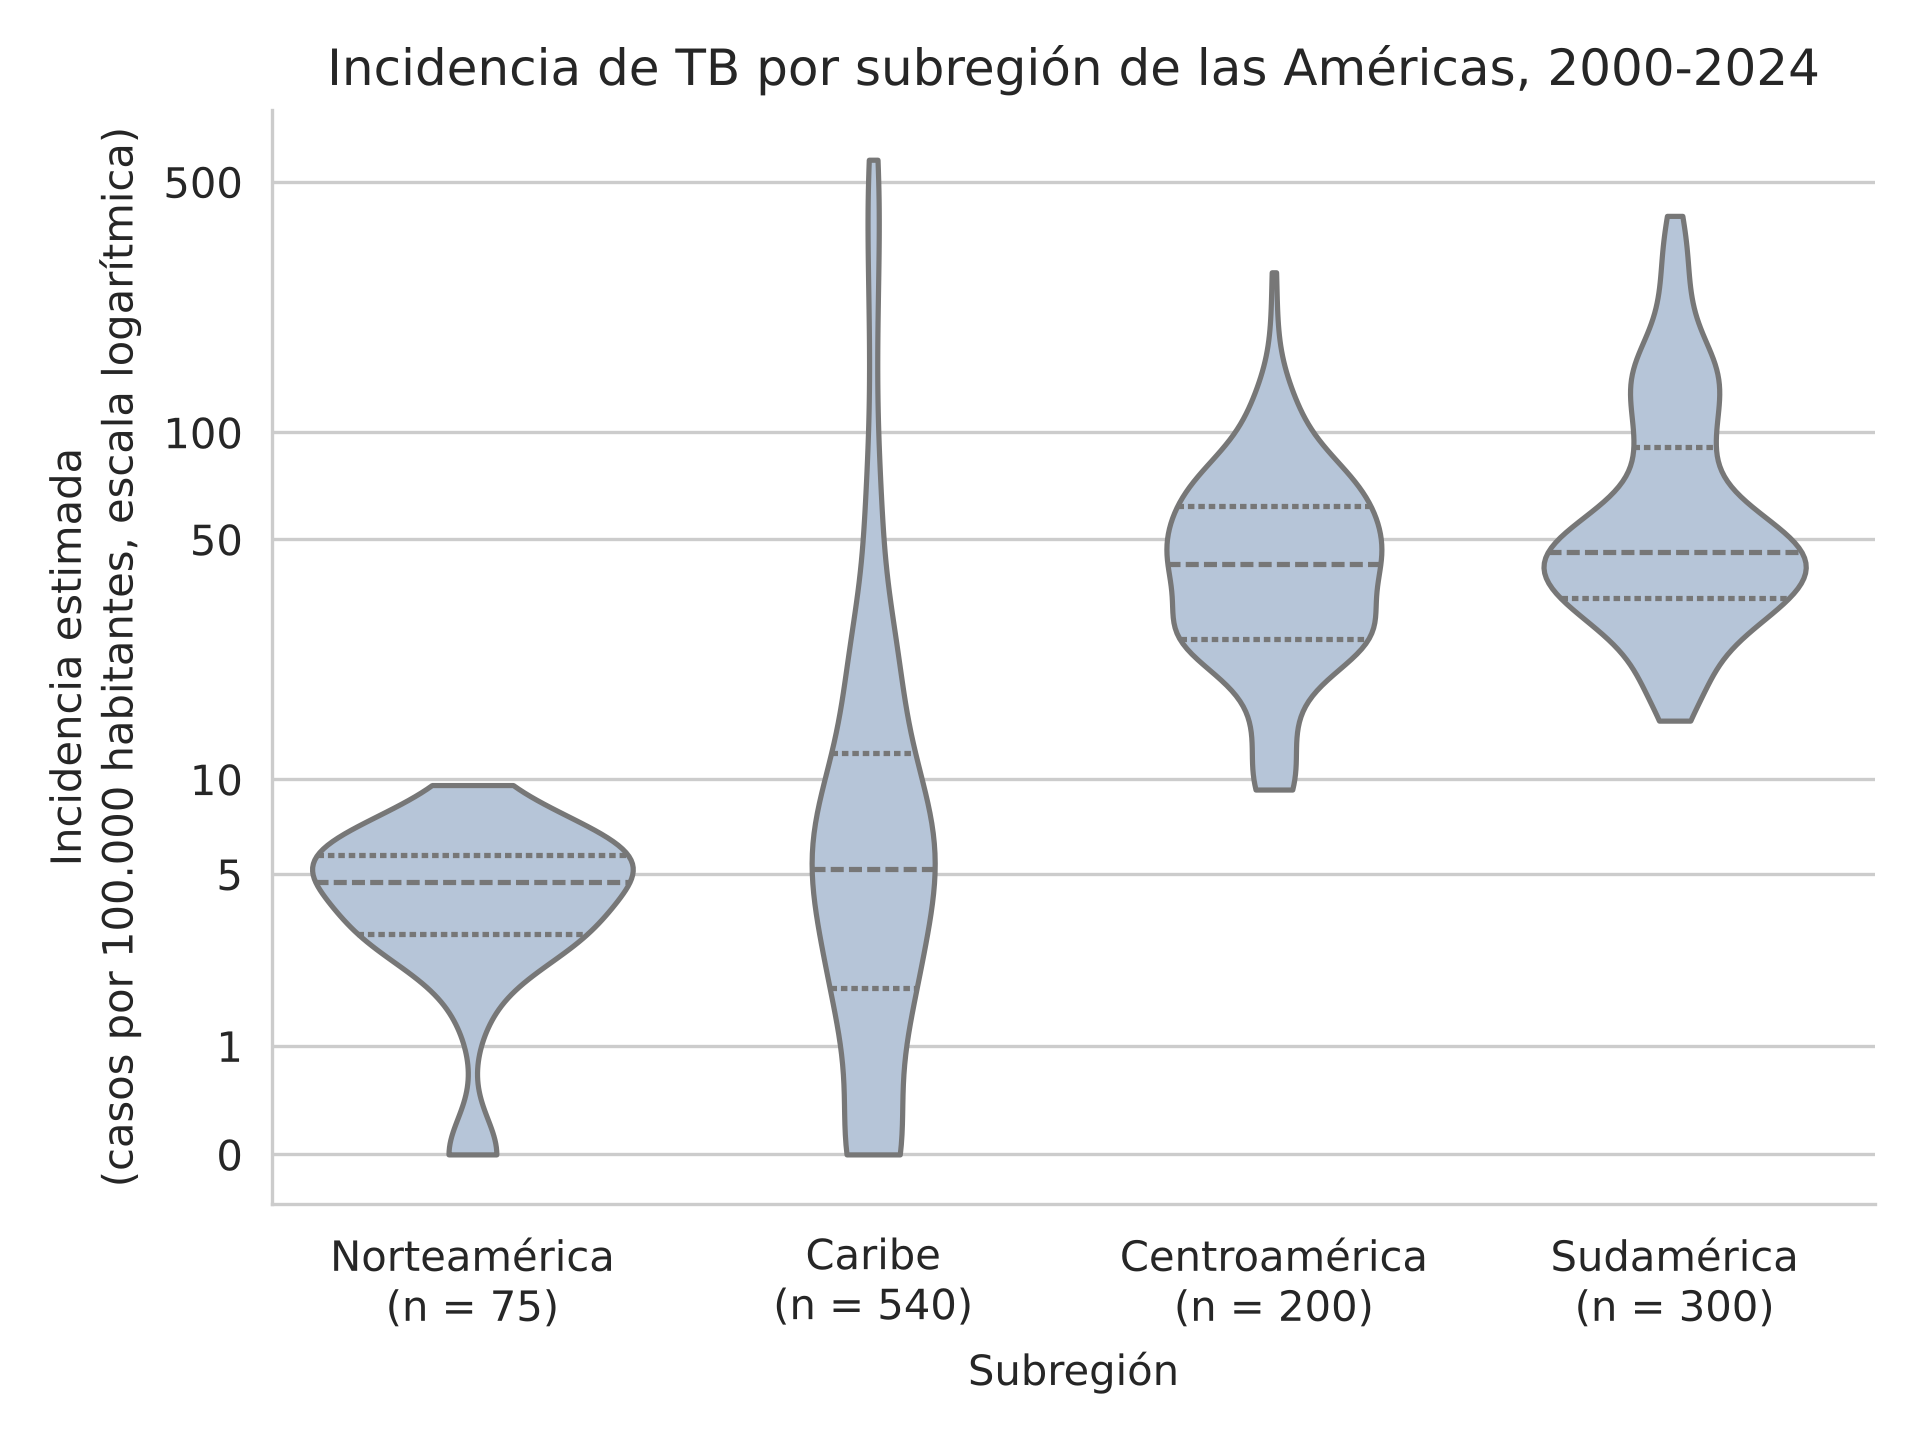 Incidencia de TB por subregión de las Américas, 2000-2024
Incidencia estimada
(casos por 100.000 habitantes, escala logarítmica)
500
100
50
10
5
1
0
Norteamérica
(n = 75)
Caribe
(n = 540)
Centroamérica
(n = 200)
Sudamérica
(n = 300)
Subregión